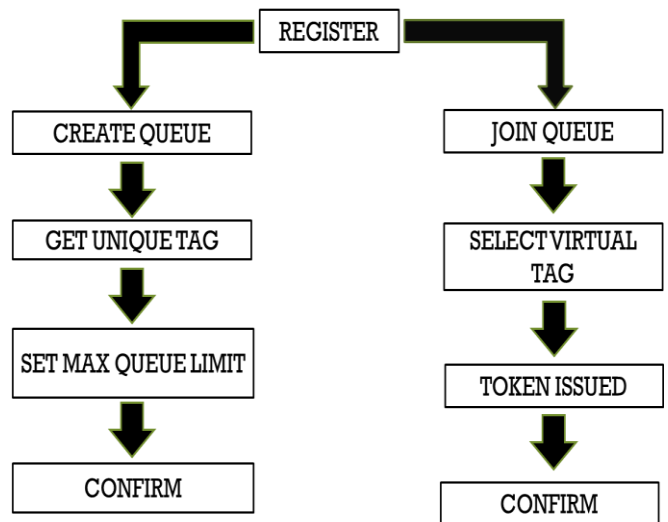 REGISTER
CREATE QUEUE
GET UNIQUE TAG
SET MAX QUEUE LIMIT
CONFIRM
JOIN QUEUE
SELECT VIRTUAL
TAG
TOKEN ISSUED
CONFIRM